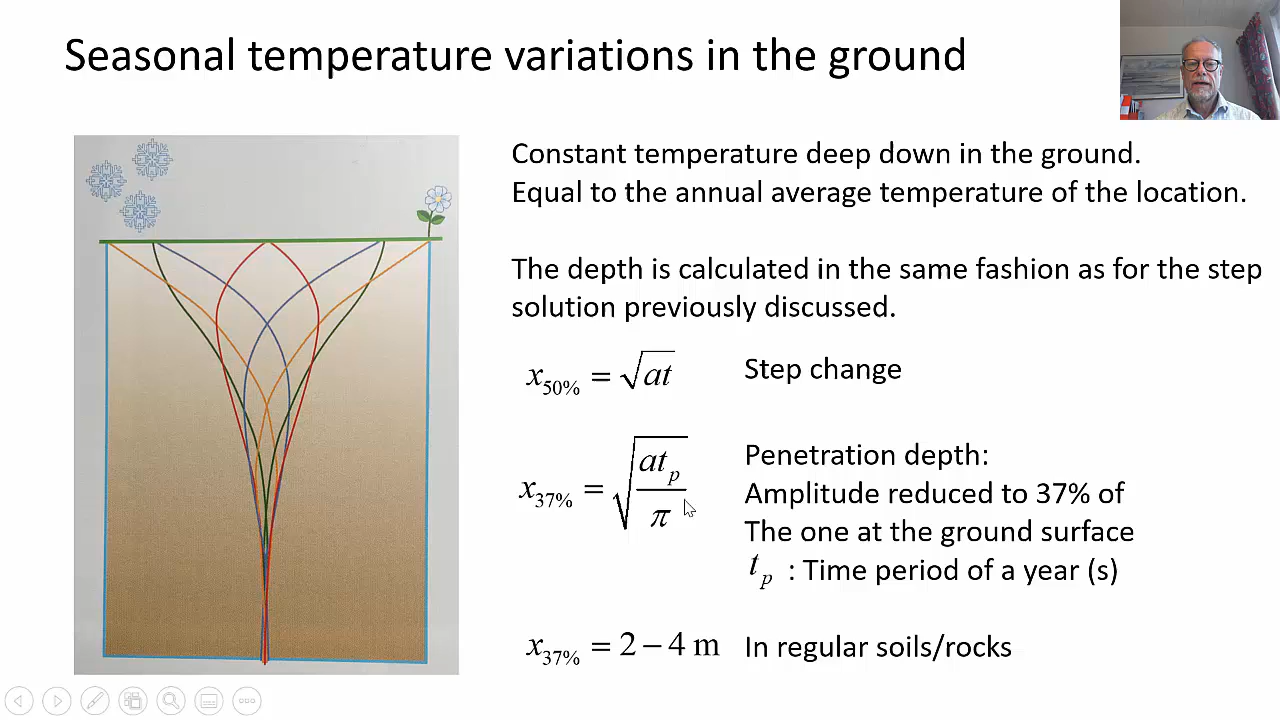 Seasonal temperature variations in the ground
Constant temperature deep down in the ground.
Equal to the annual average temperature of the location.
The depth is calculated in the same fashion as for the step
solution previously discussed.
x₅₀% = √at
Step change
x₃₇% = √(at_p/π)
Penetration depth:
Amplitude reduced to 37% of
The one at the ground surface
t_p : Time period of a year (s)
x₃₇% = 2 – 4 m
In regular soils/rocks